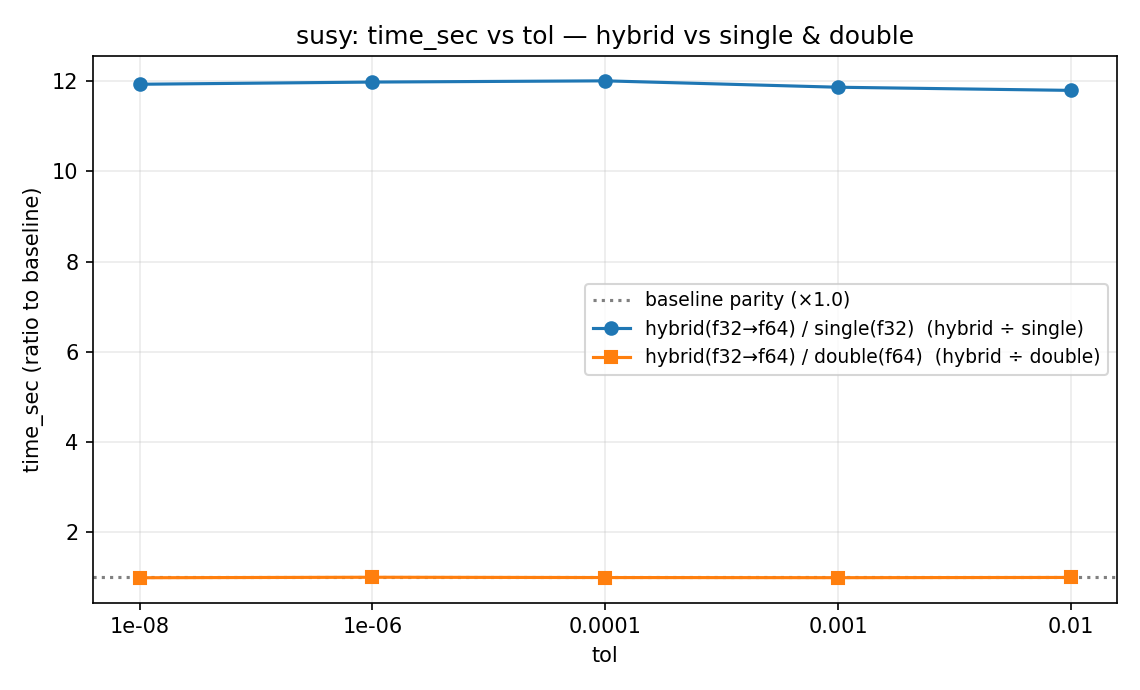 susy: time_sec vs tol — hybrid vs single & double
time_sec (ratio to baseline)
12
10
8
6
4
2
baseline parity (×1.0)
hybrid(f32→f64) / single(f32)  (hybrid ÷ single)
hybrid(f32→f64) / double(f64)  (hybrid ÷ double)
1e-08 1e-06 0.0001 0.001 0.01
tol